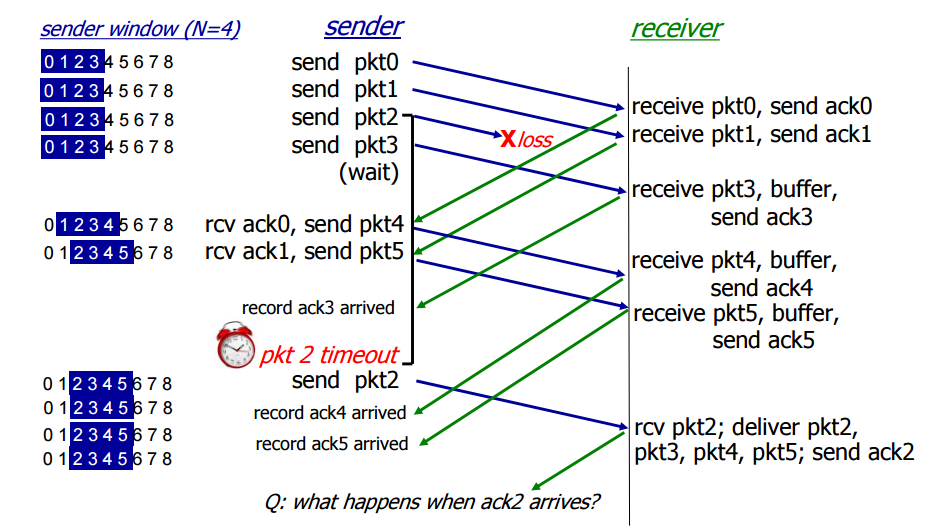 sender window (N=4)
sender
receiver
0 1 2 3 4 5 6 7 8
send pkt0
0 1 2 3 4 5 6 7 8
send pkt1
receive pkt0, send ack0
0 1 2 3 4 5 6 7 8
send pkt2
X loss
receive pkt1, send ack1
0 1 2 3 4 5 6 7 8
send pkt3
(wait)
receive pkt3, buffer,
send ack3
0 1 2 3 4 5 6 7 8
rcv ack0, send pkt4
0 1 2 3 4 5 6 7 8
rcv ack1, send pkt5
receive pkt4, buffer,
send ack4
record ack3 arrived
receive pkt5, buffer,
send ack5
pkt 2 timeout
0 1 2 3 4 5 6 7 8
send pkt2
0 1 2 3 4 5 6 7 8
record ack4 arrived
0 1 2 3 4 5 6 7 8
record ack5 arrived
0 1 2 3 4 5 6 7 8
rcv pkt2; deliver pkt2,
pkt3, pkt4, pkt5; send ack2
Q: what happens when ack2 arrives?